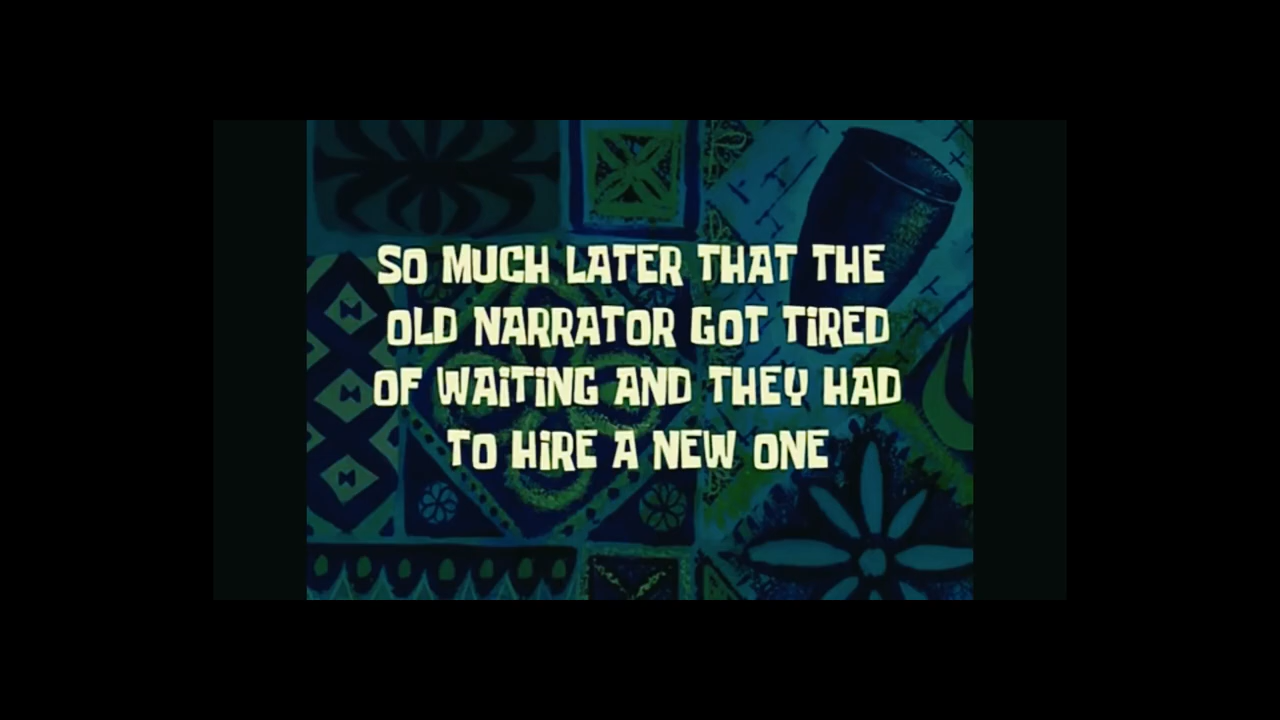 SO MUCH LATER THAT THE
OLD NARRATOR GOT TIRED
OF WAITING AND THEY HAD
TO HIRE A NEW ONE